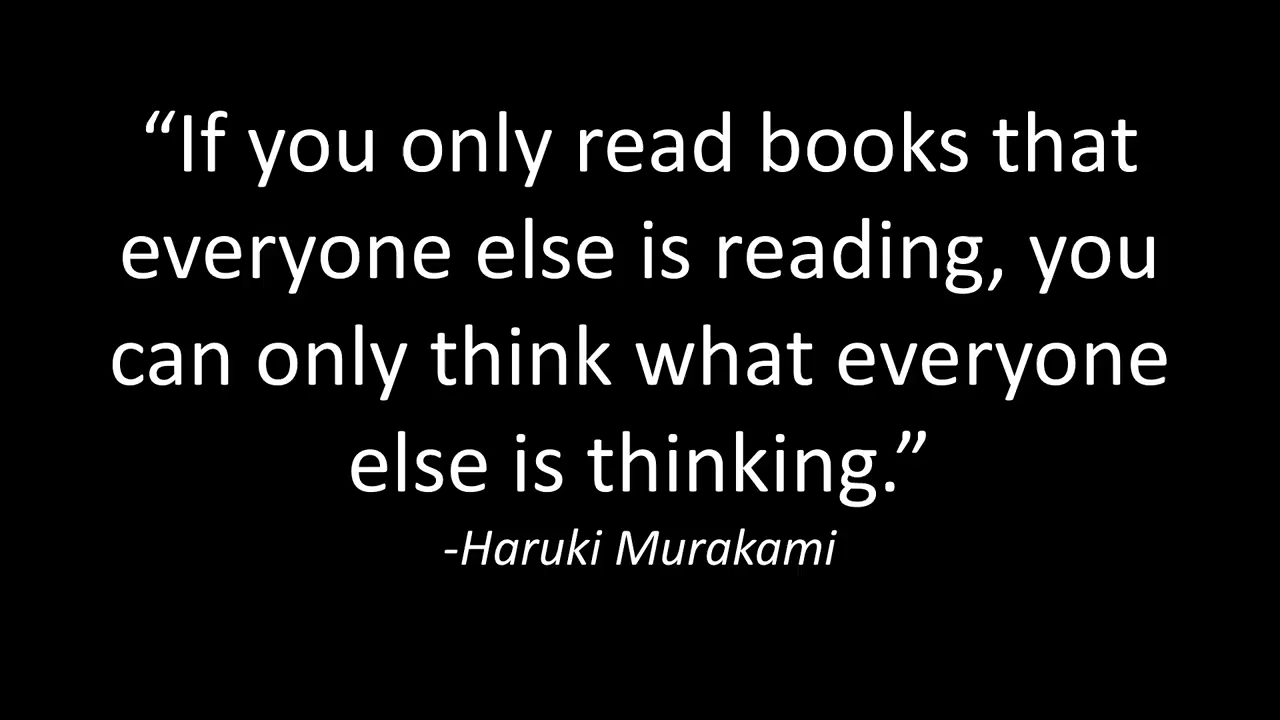 “If you only read books that
everyone else is reading, you
can only think what everyone
else is thinking.”
-Haruki Murakami